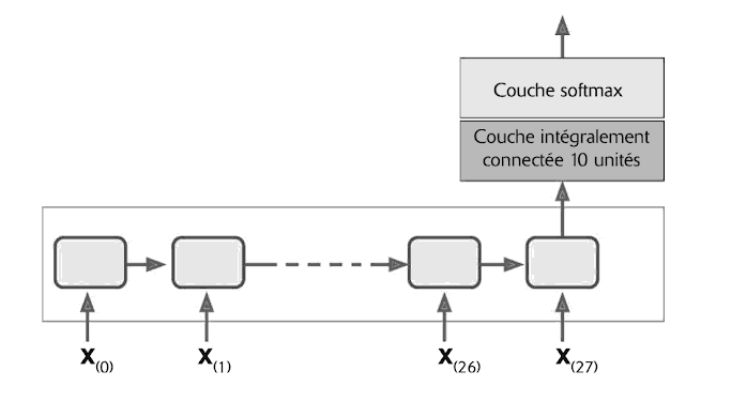 Couche softmax
Couche intégralement
connectée 10 unités
X(0) X(1) X(26) X(27)